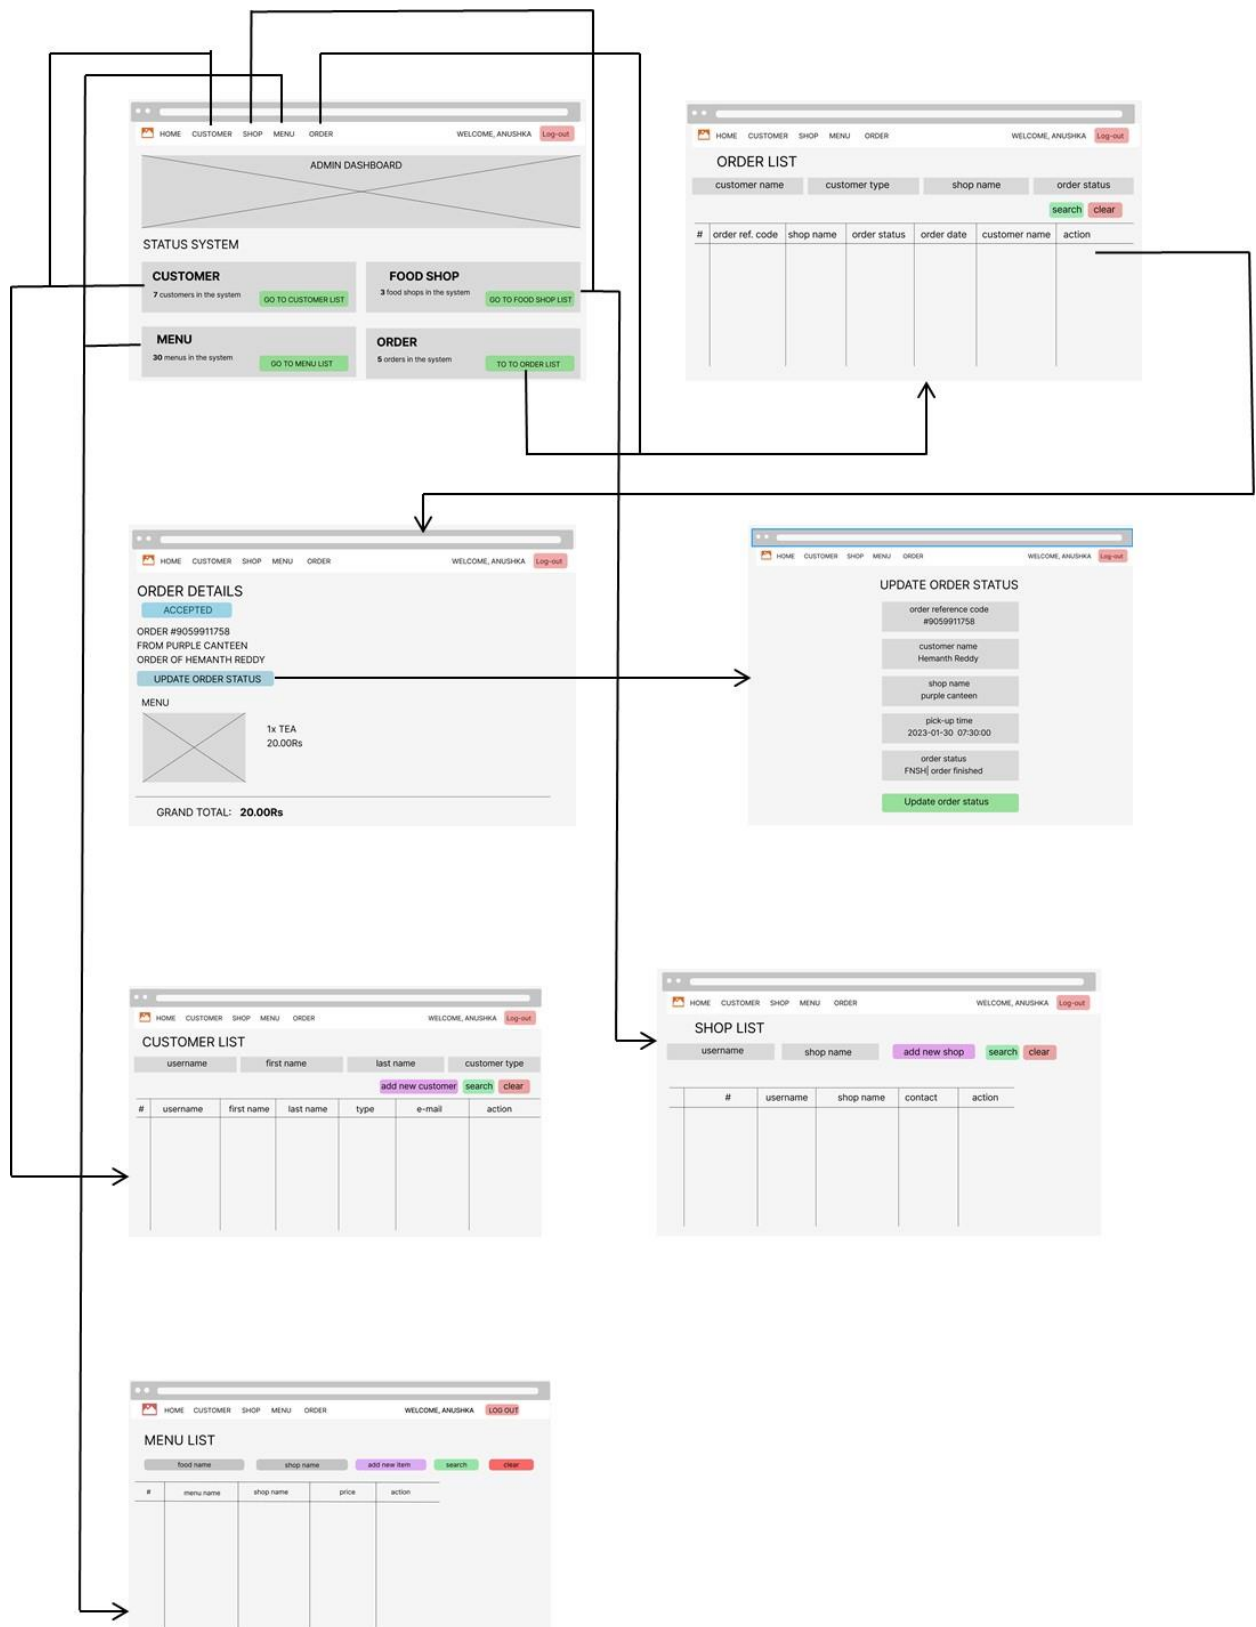 HOME CUSTOMER SHOP MENU ORDER WELCOME, ANUSHKA Log-out
ADMIN DASHBOARD
STATUS SYSTEM
CUSTOMER
7 customers in the system
GO TO CUSTOMER LIST
FOOD SHOP
3 food shops in the system
GO TO FOOD SHOP LIST
MENU
30 menus in the system
GO TO MENU LIST
ORDER
5 orders in the system
TO TO ORDER LIST
HOME CUSTOMER SHOP MENU ORDER WELCOME, ANUSHKA Log-out
ORDER LIST
customer name customer type shop name order status
search clear
# order ref. code shop name order status order date customer name action
HOME CUSTOMER SHOP MENU ORDER WELCOME, ANUSHKA Log-out
ORDER DETAILS
ACCEPTED
ORDER #9059911758
FROM PURPLE CANTEEN
ORDER OF HEMANTH REDDY
UPDATE ORDER STATUS
MENU
1x TEA
20.00Rs
GRAND TOTAL: 20.00Rs
HOME CUSTOMER SHOP MENU ORDER WELCOME, ANUSHKA Log-out
UPDATE ORDER STATUS
order reference code
#9059911758
customer name
Hemanth Reddy
shop name
purple canteen
pick-up time
2023-01-30 07:30:00
order status
FNSH| order finished
Update order status
HOME CUSTOMER SHOP MENU ORDER WELCOME, ANUSHKA Log-out
CUSTOMER LIST
username first name last name customer type
add new customer search clear
# username first name last name type e-mail action
HOME CUSTOMER SHOP MENU ORDER WELCOME, ANUSHKA Log-out
SHOP LIST
username shop name add new shop search clear
# username shop name contact action
HOME CUSTOMER SHOP MENU ORDER WELCOME, ANUSHKA LOG OUT
MENU LIST
food name shop name add new item search clear
# menu name shop name price action